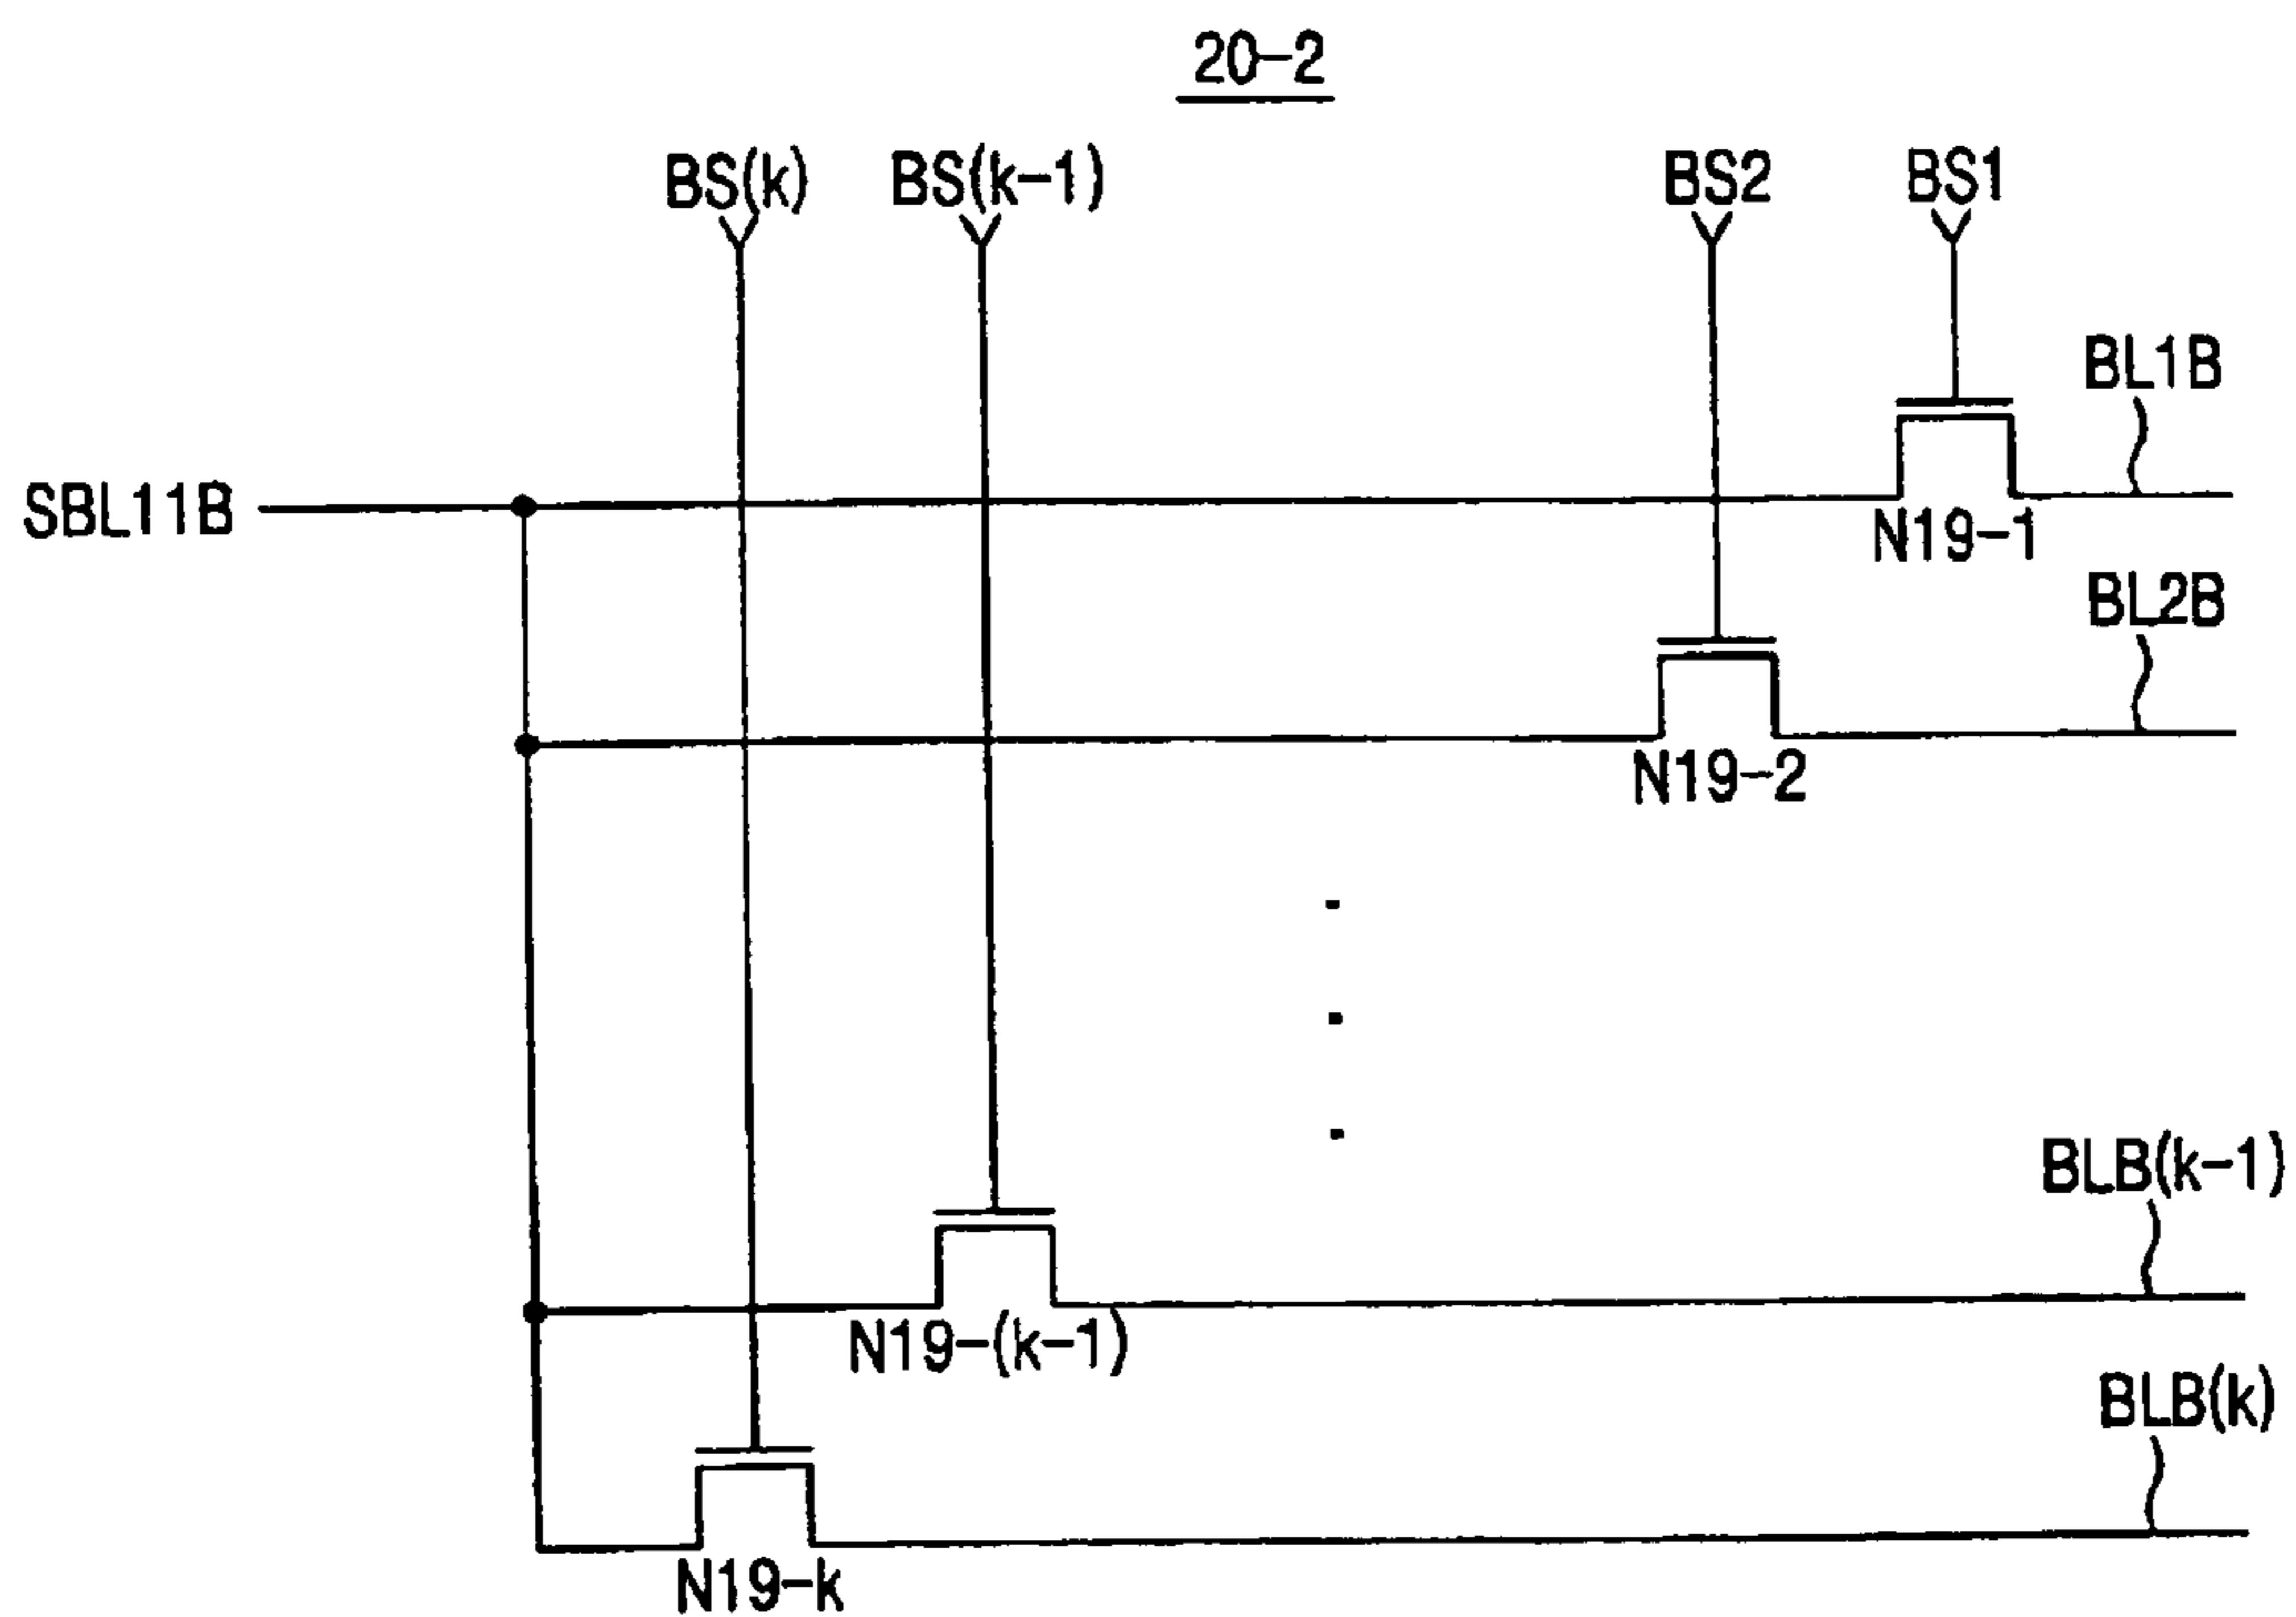 20-2
BS(k) BS(k-1) BS2 BS1
BL1B
SBL11B
N19-1
BL2B
N19-2
BLB(k-1)
N19-(k-1)
BLB(k)
N19-k